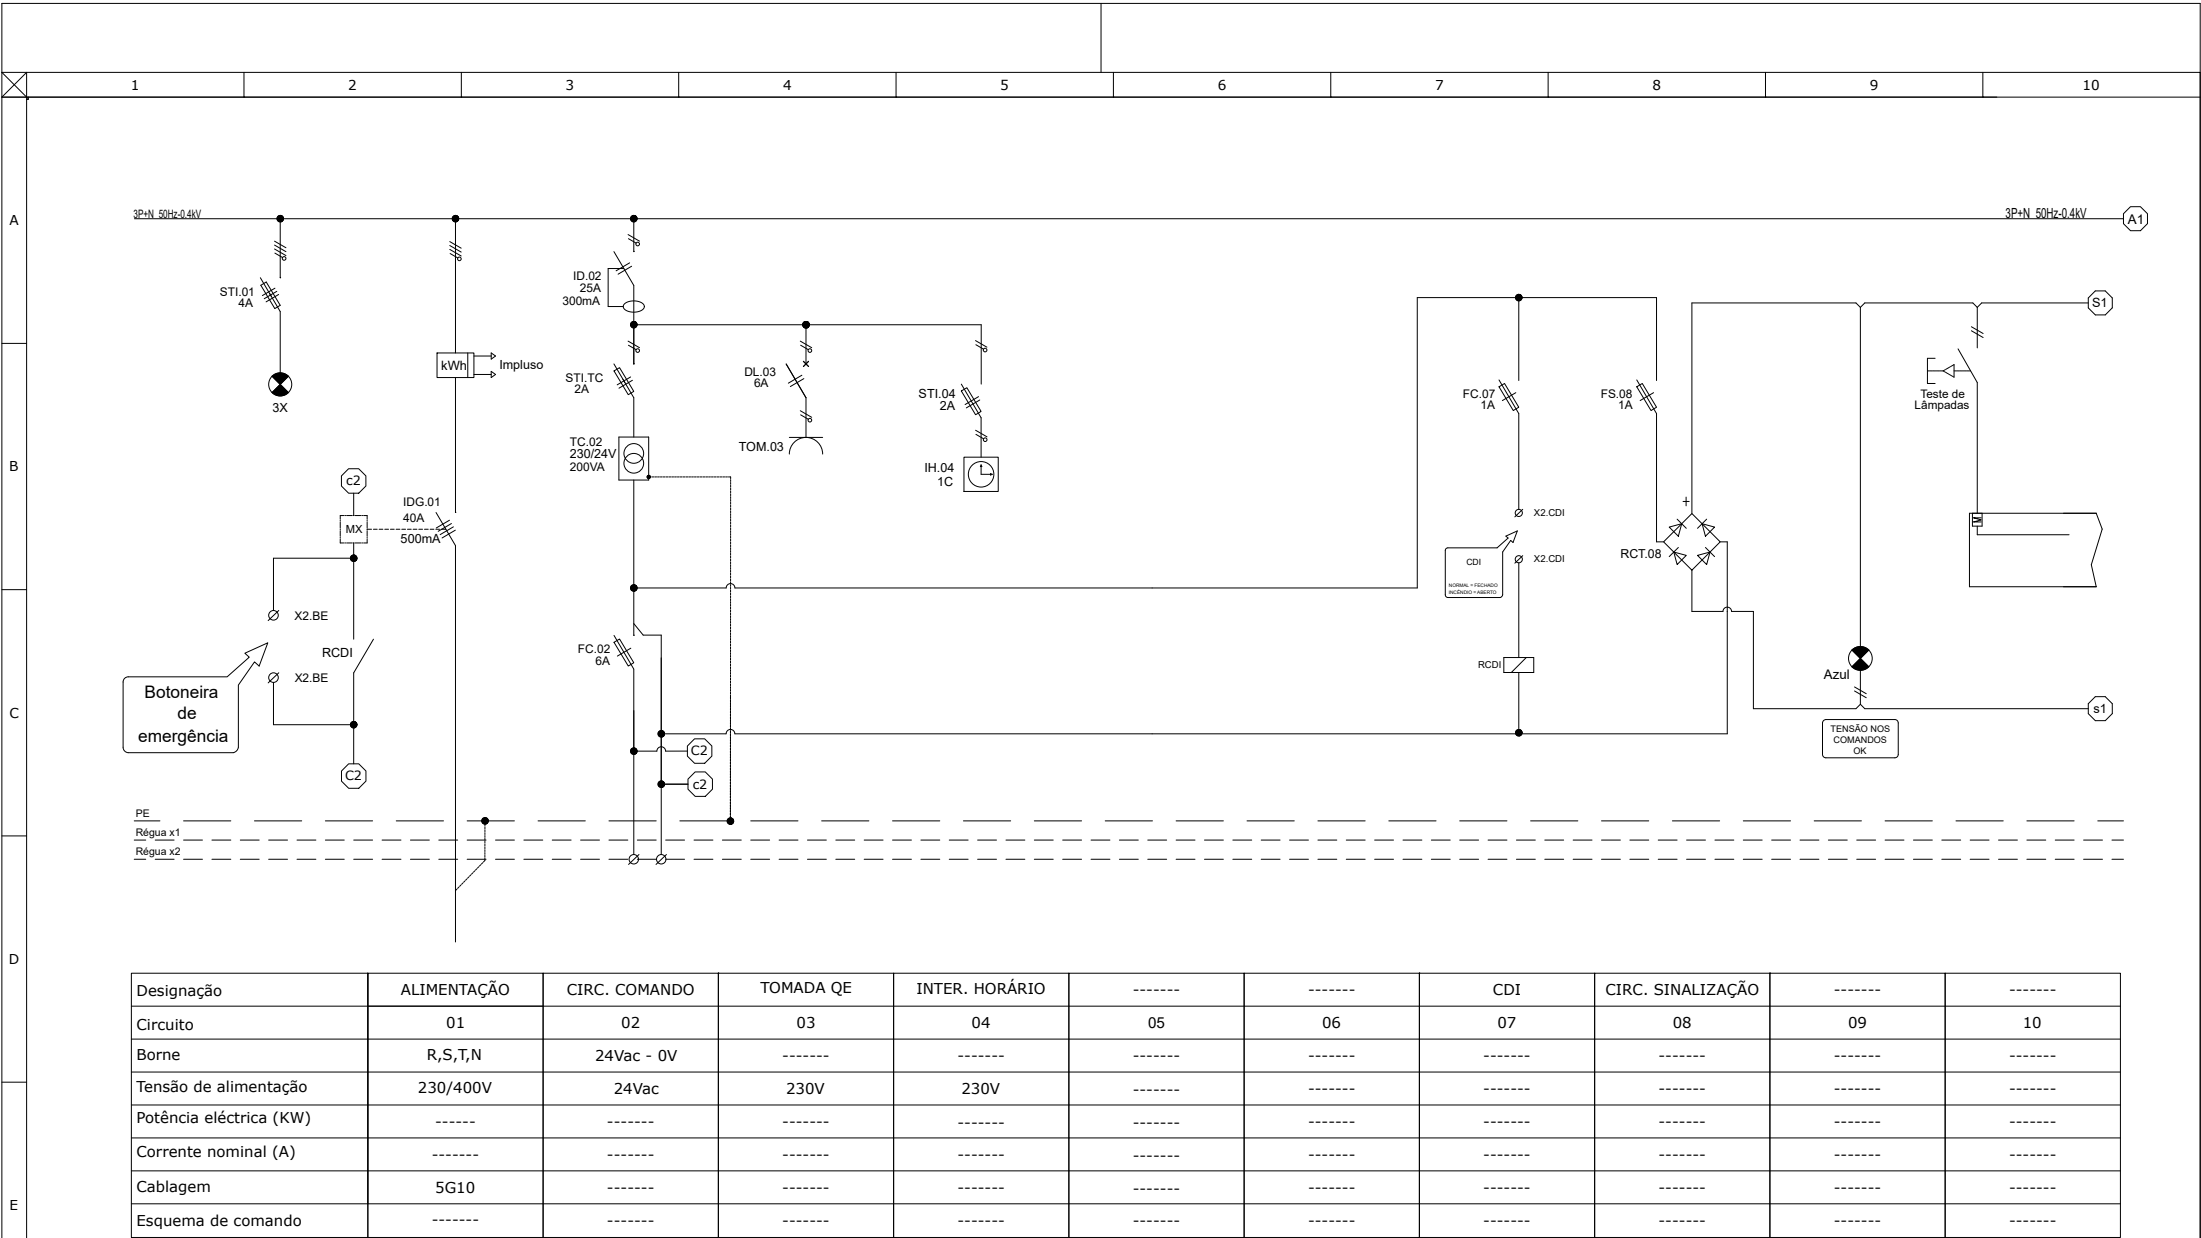 1 2 3 4 5 6 7 8 9 10
A
3P+N 50Hz-0.4kV
3P+N 50Hz-0.4kV
A1
STI.01
4A
3X
ID.02
25A
300mA
S1
kWh
Impluso
STI.TC
2A
DL.03
6A
STI.04
2A
FC.07
1A
FS.08
1A
Teste de
Lâmpadas
B
TC.02
230/24V
200VA
TOM.03
IH.04
1C
c2
MX
IDG.01
40A
500mA
+
X2.CDI
X2.CDI
CDI
NORMAL = FECHADO
INCÊNDIO = ABERTO
RCT.08
M
C
X2.BE
RCDI
X2.BE
Botoneira
de
emergência
C2
FC.02
6A
C2
c2
RCDI
Azul
TENSÃO NOS
COMANDOS
OK
s1
PE
Régua x1
Régua x2
D
Designação ALIMENTAÇÃO CIRC. COMANDO TOMADA QE INTER. HORÁRIO ------- ------- CDI CIRC. SINALIZAÇÃO ------- -------
Circuito 01 02 03 04 05 06 07 08 09 10
Borne R,S,T,N 24Vac - 0V ------- ------- ------- ------- ------- ------- ------- -------
Tensão de alimentação 230/400V 24Vac 230V 230V ------- ------- ------- ------- ------- -------
Potência eléctrica (KW) ------ ------- ------- ------- ------- ------- ------- ------- ------- -------
Corrente nominal (A) ------- ------- ------- ------- ------- ------- ------- ------- ------- -------
E
Cablagem 5G10 ------- ------- ------- ------- ------- ------- ------- ------- -------
Esquema de comando ------- ------- ------- ------- ------- ------- ------- ------- ------- -------